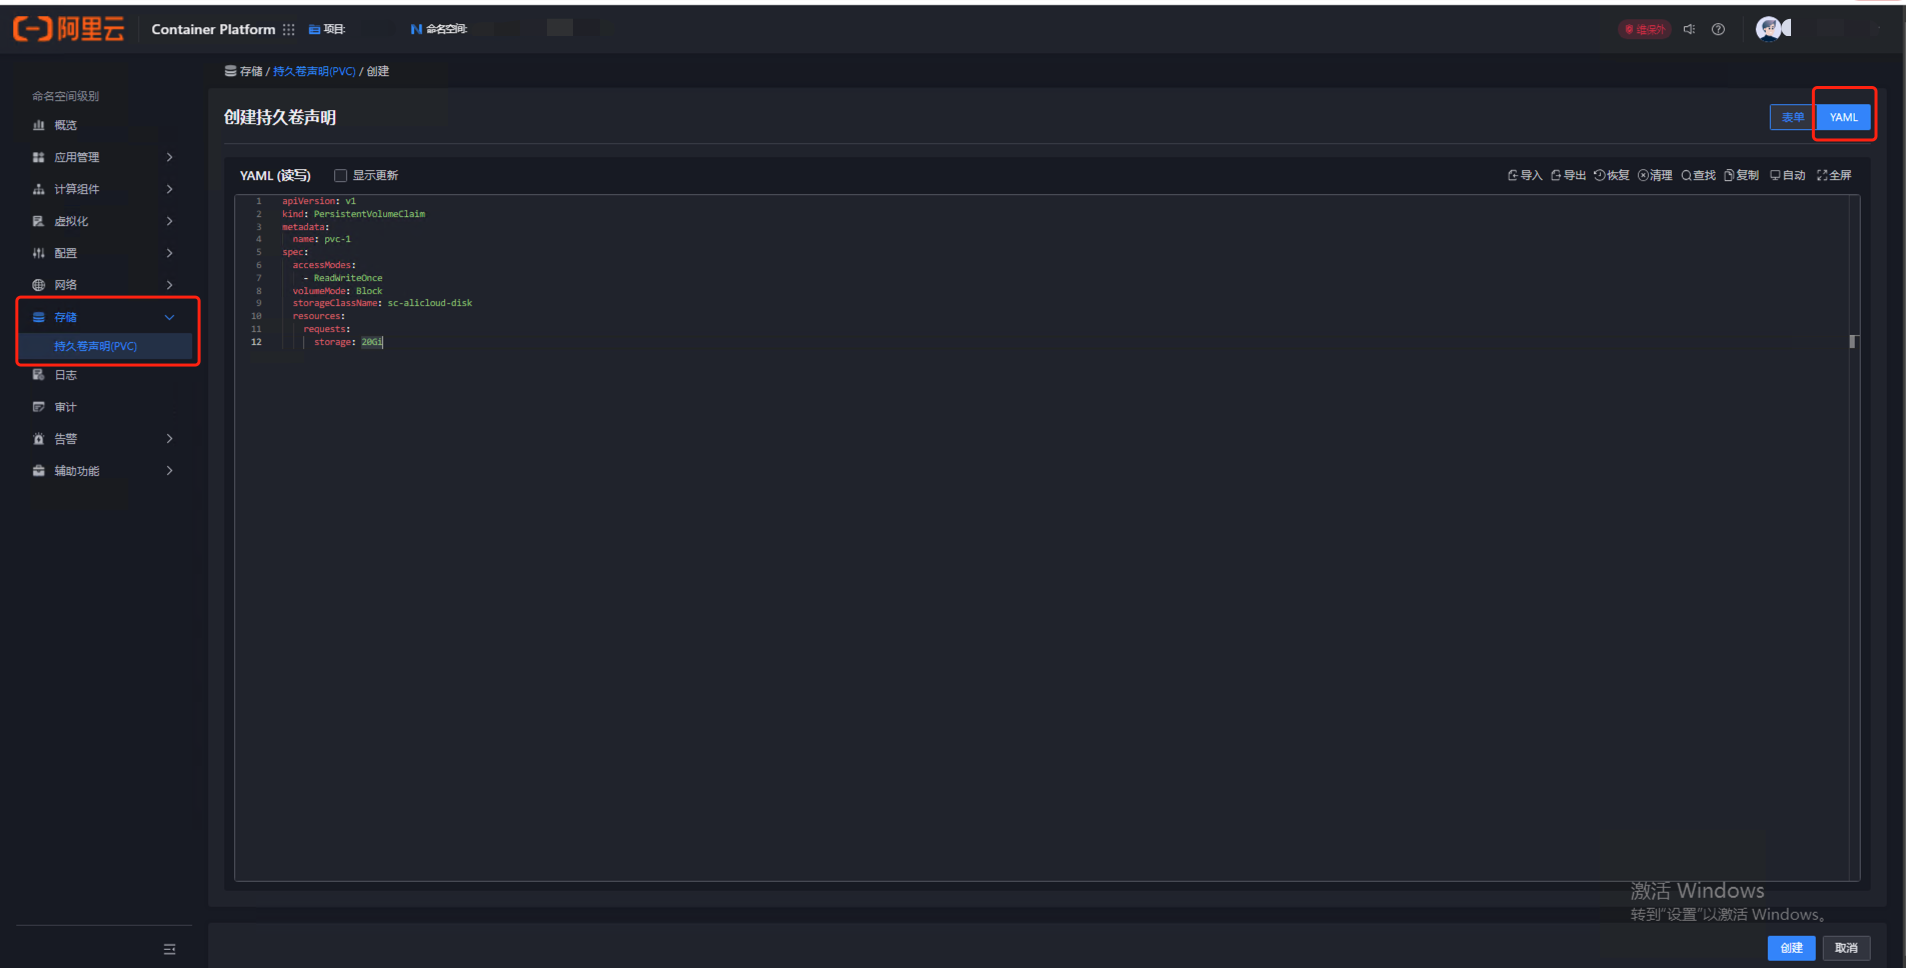 阿里云 Container Platform 项目: 命名空间: 维保外
存储 / 持久卷声明(PVC) / 创建
命名空间级别
概览
应用管理
计算组件
虚拟化
配置
网络
存储
持久卷声明(PVC)
日志
审计
告警
辅助功能
创建持久卷声明
表单 YAML
YAML (读写) 显示更新 导入 导出 恢复 清理 查找 复制 自动 全屏
1 apiVersion: v1
2 kind: PersistentVolumeClaim
3 metadata:
4   name: pvc-1
5 spec:
6   accessModes:
7     - ReadWriteOnce
8   volumeMode: Block
9   storageClassName: sc-alicloud-disk
10   resources:
11     requests:
12       storage: 20Gi
激活 Windows
转到"设置"以激活 Windows。
创建 取消